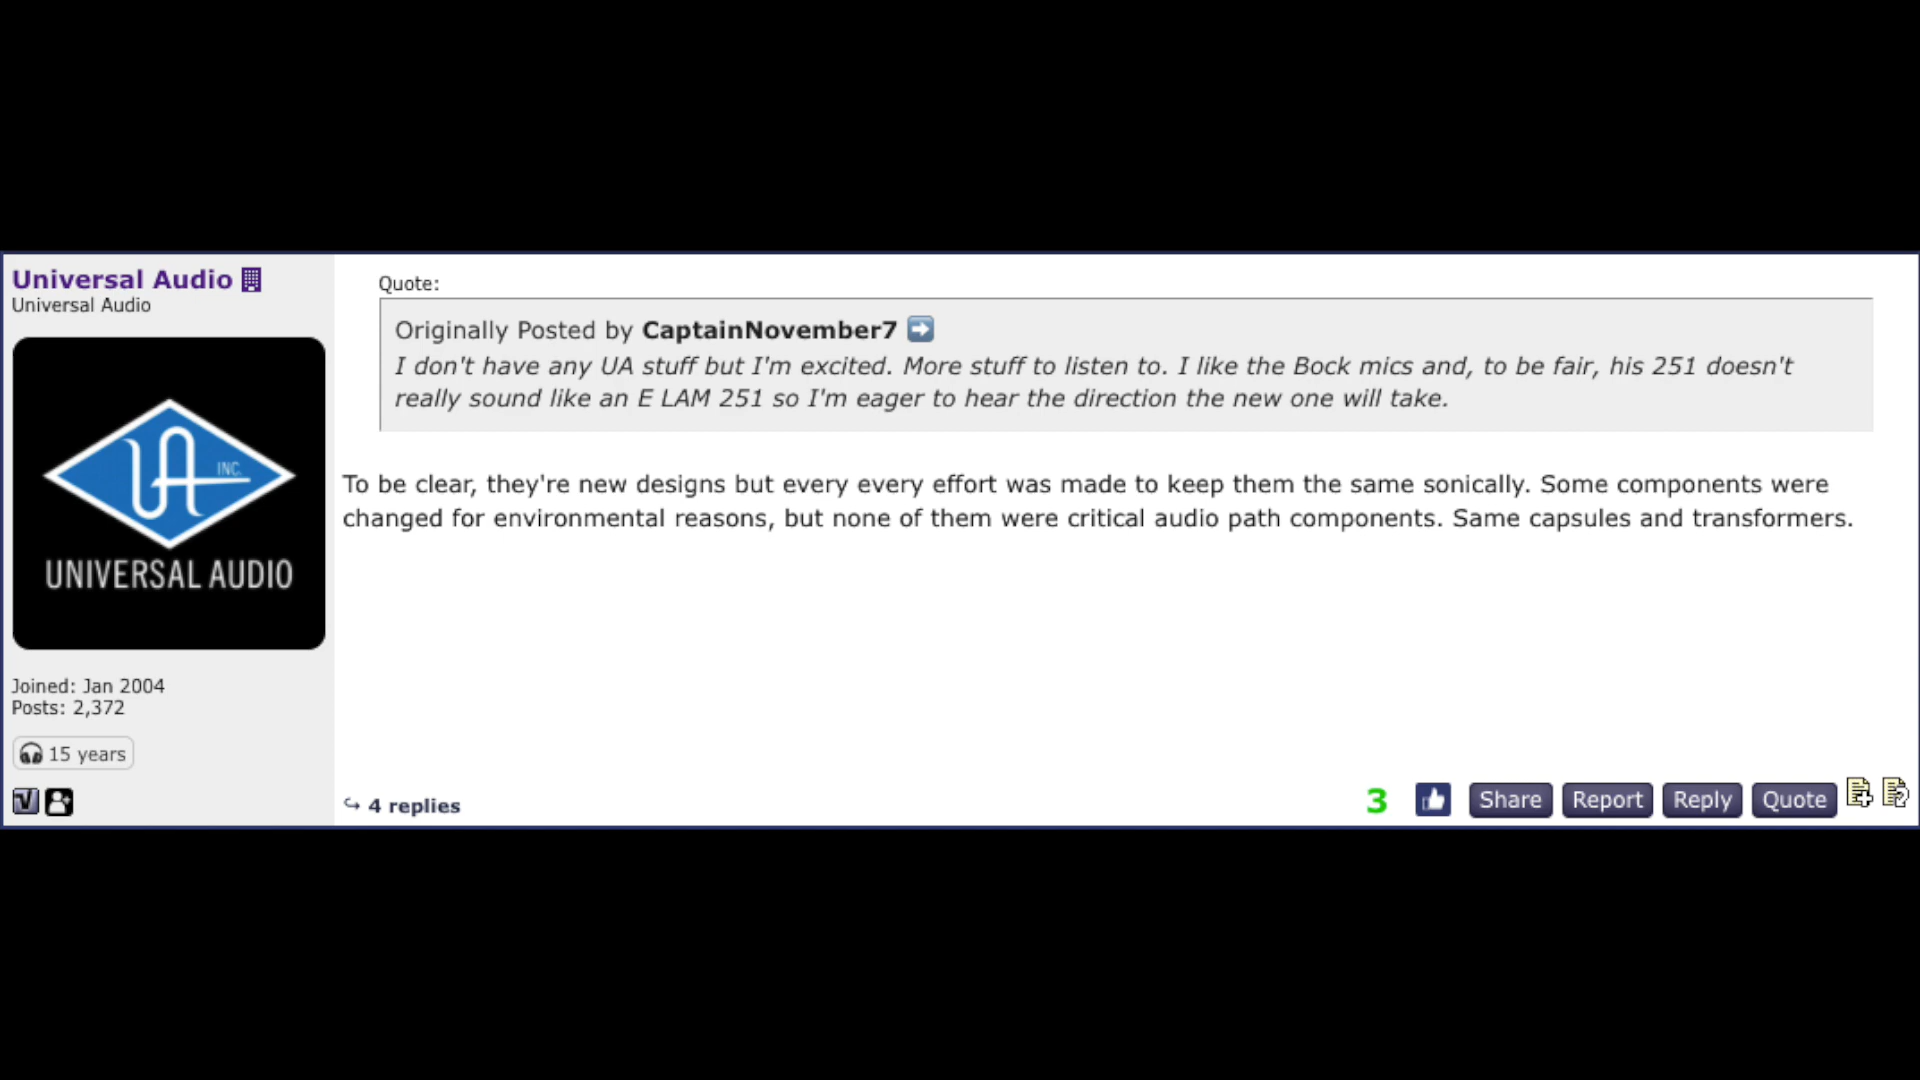 Universal Audio
Universal Audio
UA INC.
UNIVERSAL AUDIO
Joined: Jan 2004
Posts: 2,372
15 years
Quote:
Originally Posted by CaptainNovember7
I don't have any UA stuff but I'm excited. More stuff to listen to. I like the Bock mics and, to be fair, his 251 doesn't
really sound like an E LAM 251 so I'm eager to hear the direction the new one will take.
To be clear, they're new designs but every every effort was made to keep them the same sonically. Some components were
changed for environmental reasons, but none of them were critical audio path components. Same capsules and transformers.
4 replies
3
Share
Report
Reply
Quote